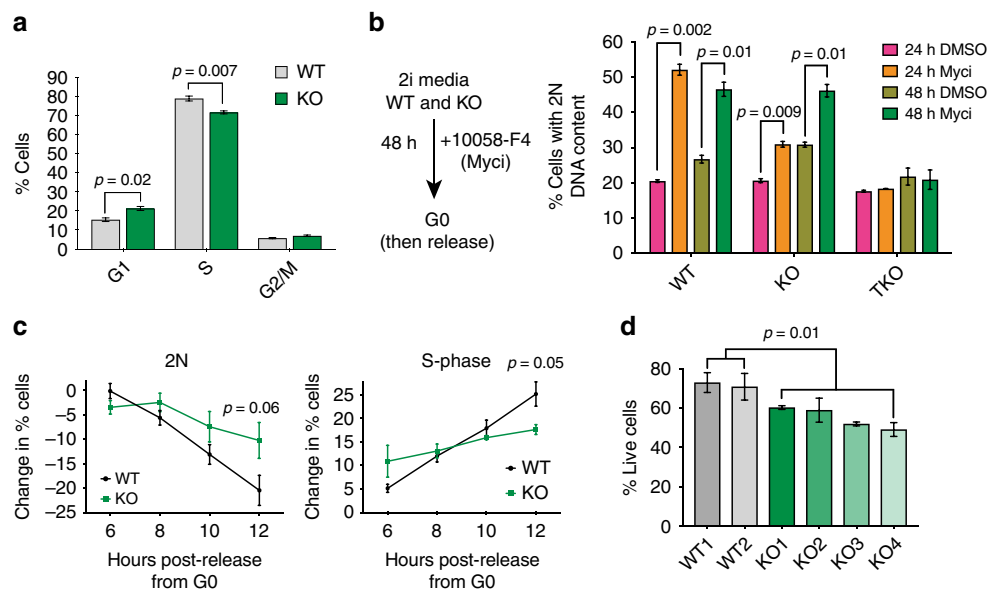 a
% Cells
90
80
70
60
50
40
30
20
10
0
p = 0.02
p = 0.007
WT
KO
G1
S
G2/M
b
2i media
WT and KO
48 h
+10058-F4
(Myci)
G0
(then release)
% Cells with 2N
DNA content
60
50
40
30
20
10
0
p = 0.002
p = 0.01
p = 0.009
p = 0.01
24 h DMSO
24 h Myci
48 h DMSO
48 h Myci
WT
KO
TKO
c
2N
Change in % cells
0
–5
–10
–15
–20
–25
p = 0.06
WT
KO
6
8
10
12
Hours post-release
from G0
S-phase
Change in % cells
25
20
15
10
5
0
p = 0.05
WT
KO
6
8
10
12
Hours post-release
from G0
d
% Live cells
80
60
40
20
0
p = 0.01
WT1
WT2
KO1
KO2
KO3
KO4